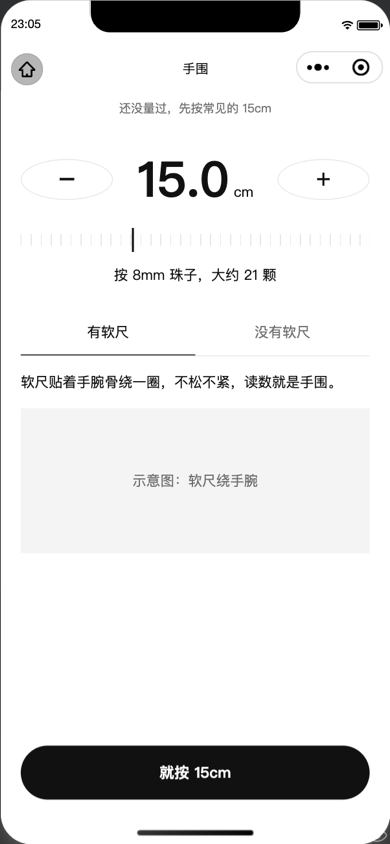 23:05
手围
还没量过，先按常见的 15cm
15.0 cm
按 8mm 珠子，大约 21 颗
有软尺
没有软尺
软尺贴着手腕骨绕一圈，不松不紧，读数就是手围。
示意图：软尺绕手腕
就按 15cm